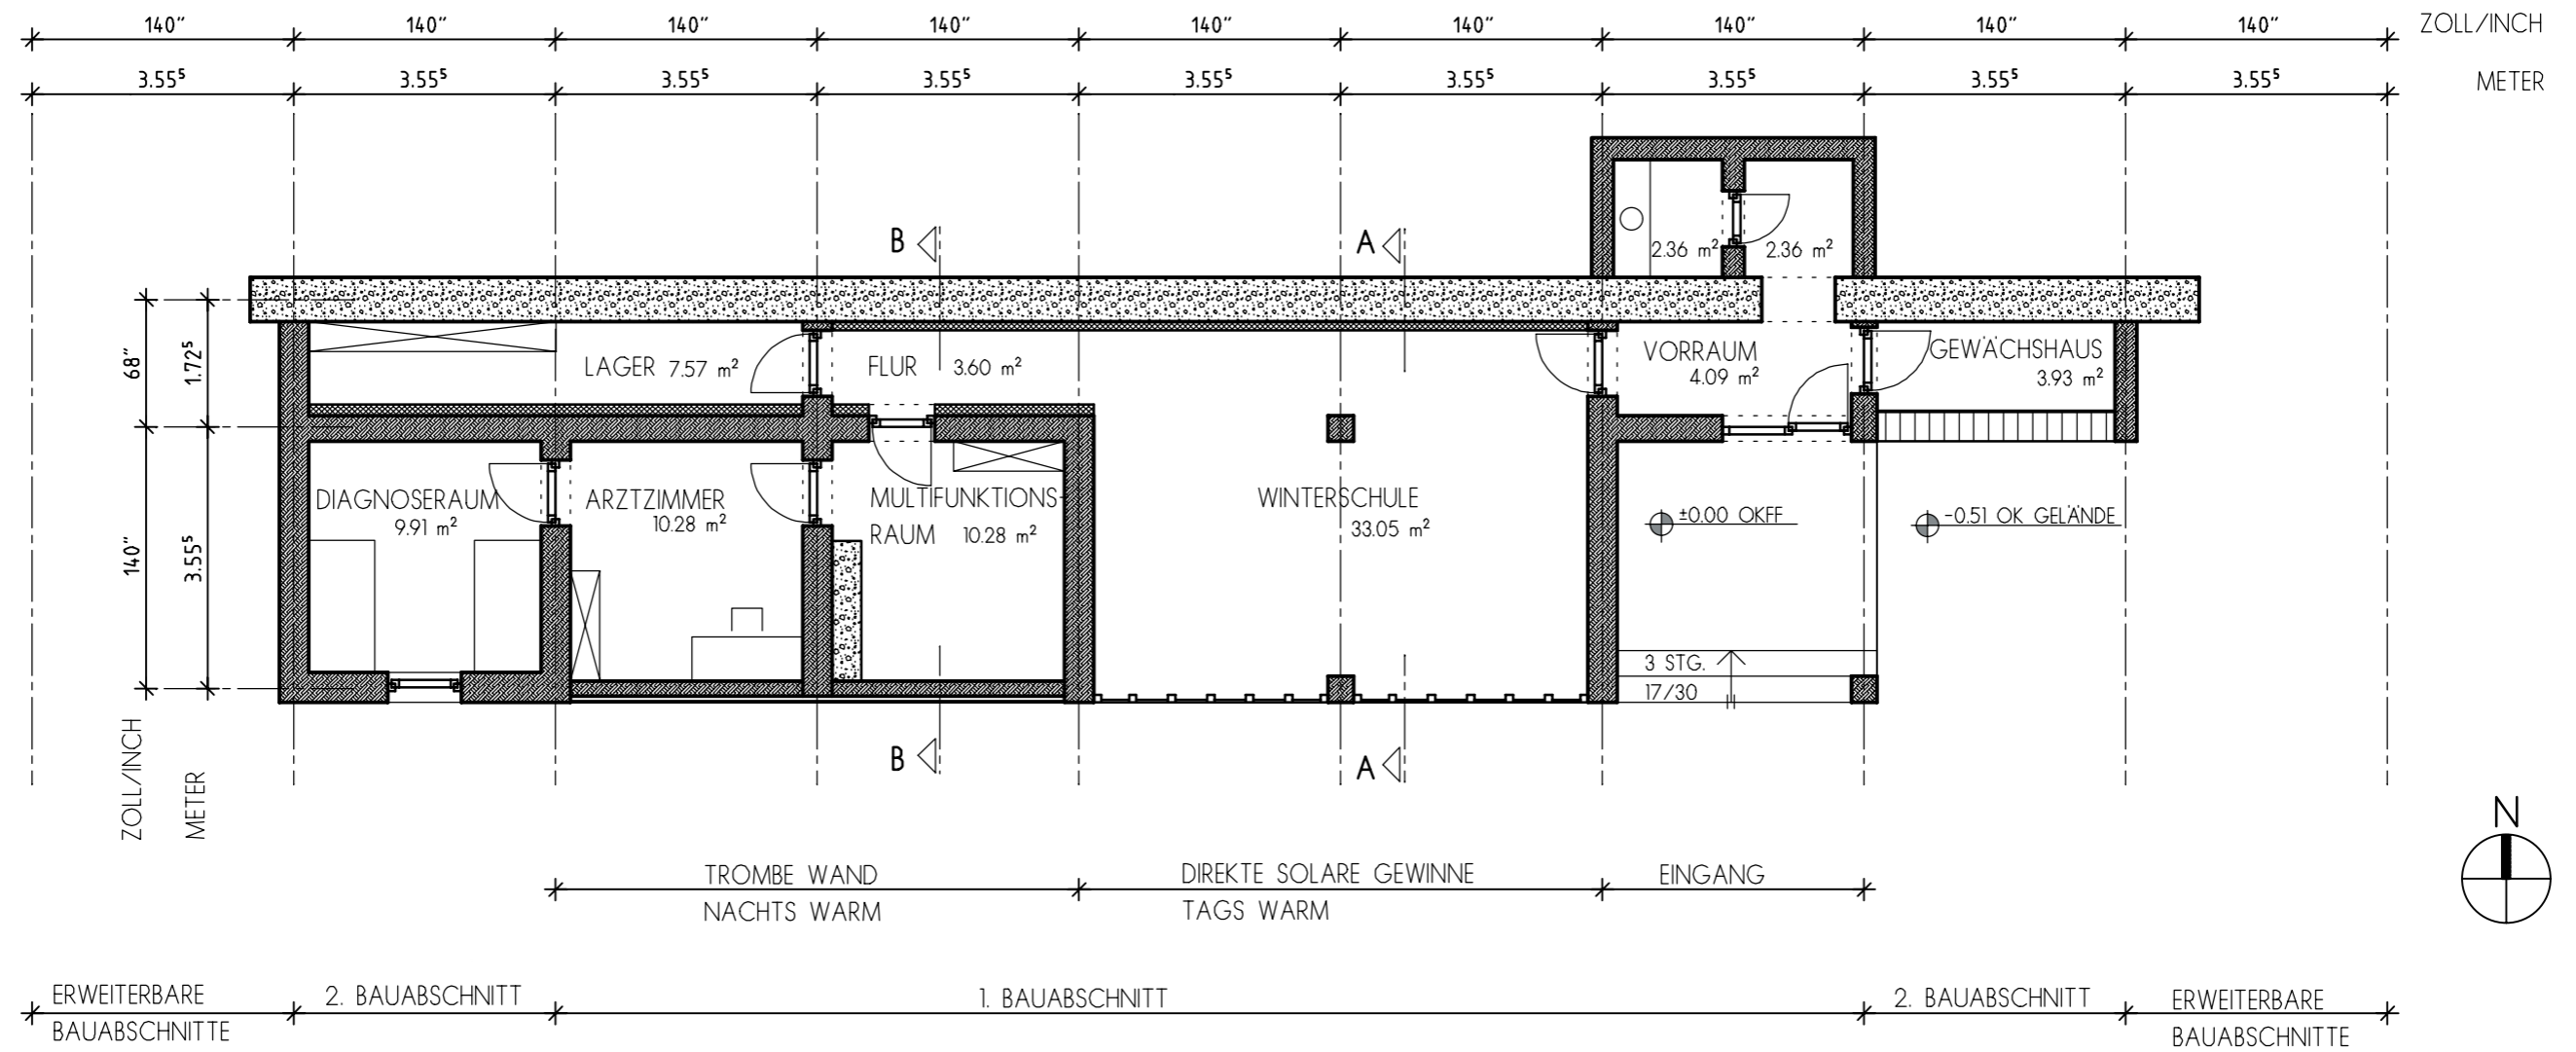 140" 140" 140" 140" 140" 140" 140" 140" 140" ZOLL/INCH
3.55⁵ 3.55⁵ 3.55⁵ 3.55⁵ 3.55⁵ 3.55⁵ 3.55⁵ 3.55⁵ 3.55⁵ METER
B A
2.36 m² 2.36 m²
68" 1.72⁵
LAGER 7.57 m² FLUR 3.60 m²
VORRAUM
4.09 m²
GEWÄCHSHAUS
3.93 m²
140" 3.55⁵
DIAGNOSERAUM
9.91 m²
ARZTZIMMER
10.28 m²
MULTIFUNKTIONS-
RAUM 10.28 m²
WINTERSCHULE
33.05 m²
±0.00 OKFF
-0.51 OK GELÄNDE
3 STG.
17/30
ZOLL/INCH
METER
B A
N
TROMBE WAND
NACHTS WARM
DIREKTE SOLARE GEWINNE
TAGS WARM
EINGANG
ERWEITERBARE
BAUABSCHNITTE
2. BAUABSCHNITT
1. BAUABSCHNITT
2. BAUABSCHNITT
ERWEITERBARE
BAUABSCHNITTE